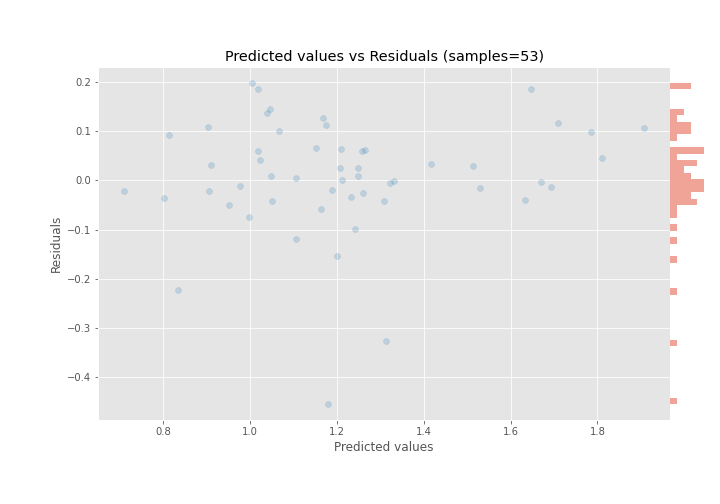 Predicted values vs Residuals (samples=53)
0.2
0.1
0.0
−0.1
−0.2
−0.3
−0.4
Residuals
0.8 1.0 1.2 1.4 1.6 1.8
Predicted values